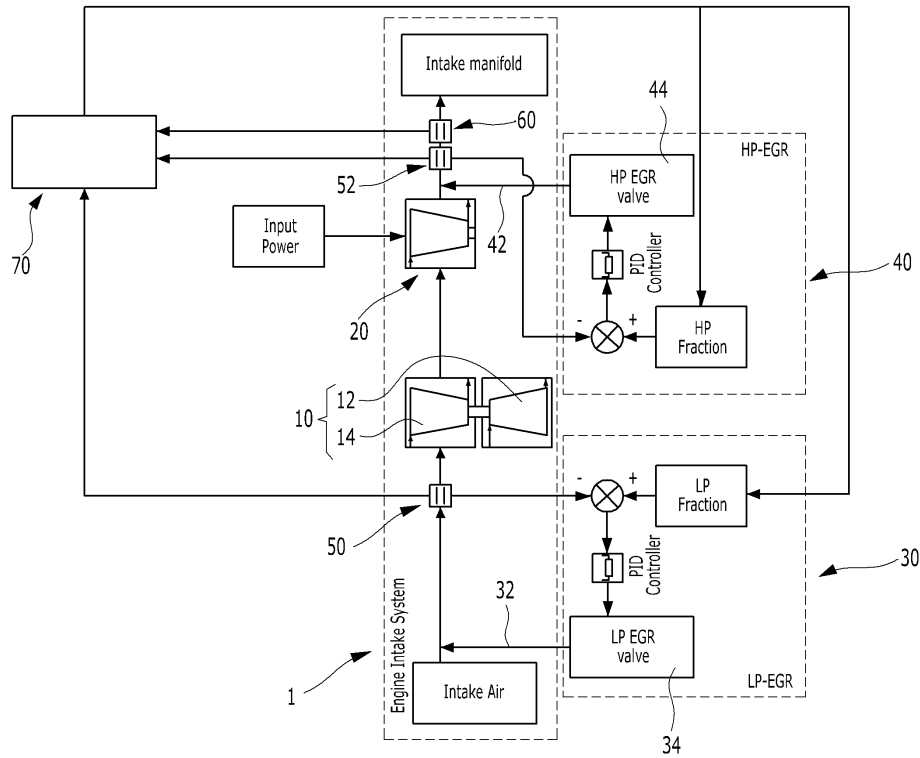 Intake manifold
60
44
HP-EGR
52
HP EGR
valve
42
70
Input
Power
PID
Controller
40
20
-
+
HP
Fraction
10
12
14
-
+
LP
Fraction
50
PID
Controller
30
32
Engine Intake System
LP EGR
valve
1
Intake Air
LP-EGR
34